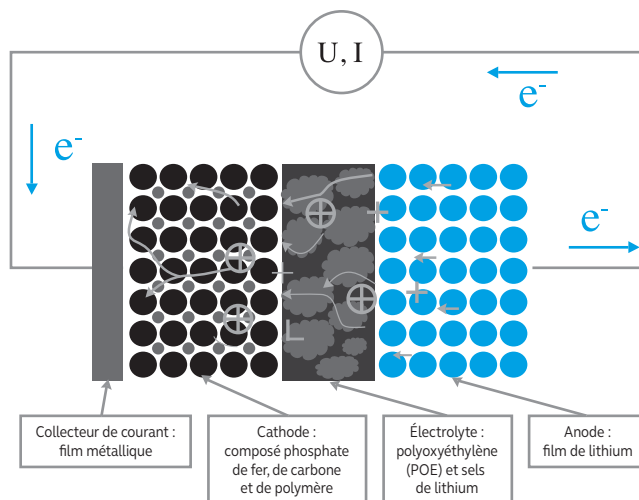 U, I
e-
e-
e-
Collecteur de courant :
film métallique
Cathode :
composé phosphate
de fer, de carbone
et de polymère
Électrolyte :
polyoxyéthylène
(POE) et sels
de lithium
Anode :
film de lithium